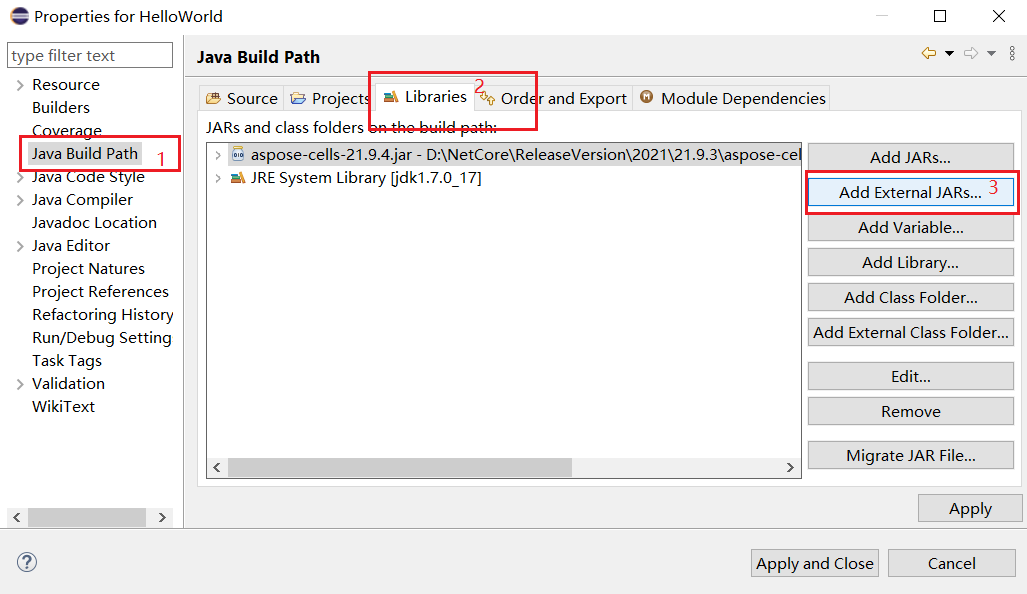 Properties for HelloWorld
type filter text
Resource
Builders
Coverage
Java Build Path 1
Java Code Style
Java Compiler
Javadoc Location
Java Editor
Project Natures
Project References
Refactoring History
Run/Debug Setting
Task Tags
Validation
WikiText
Java Build Path
Source Projects Libraries 2 Order and Export Module Dependencies
JARs and class folders on the build path:
aspose-cells-21.9.4.jar - D:\NetCore\ReleaseVersion\2021\21.9.3\aspose-cel
JRE System Library [jdk1.7.0_17]
Add JARs...
Add External JARs... 3
Add Variable...
Add Library...
Add Class Folder...
Add External Class Folder...
Edit...
Remove
Migrate JAR File...
Apply
Apply and Close Cancel